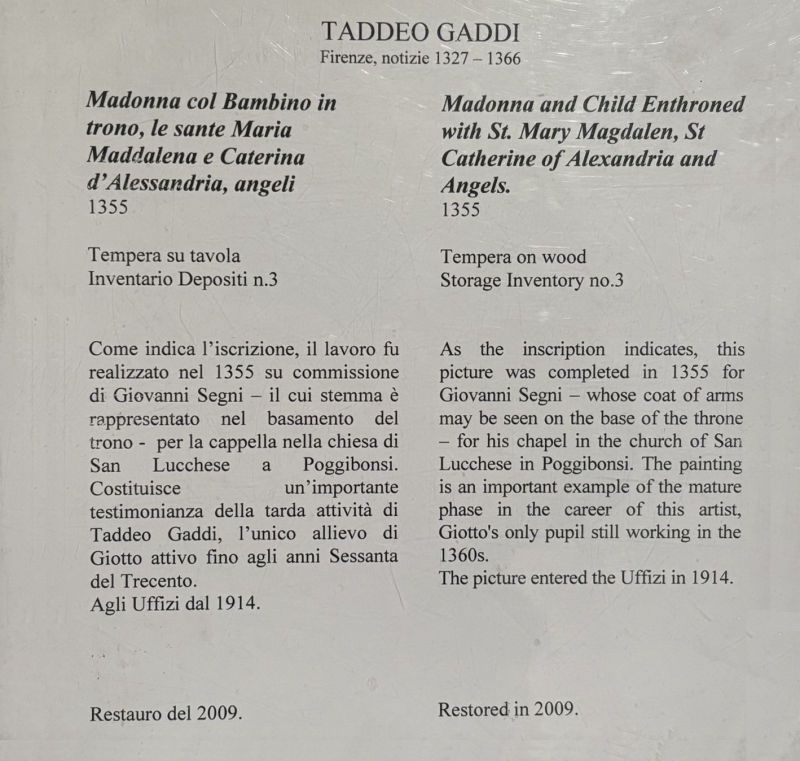 TADDEO GADDI
Firenze, notizie 1327 – 1366
Madonna col Bambino in
trono, le sante Maria
Maddalena e Caterina
d'Alessandria, angeli
1355
Tempera su tavola
Inventario Depositi n.3
Come indica l'iscrizione, il lavoro fu
realizzato nel 1355 su commissione
di Giovanni Segni – il cui stemma è
rappresentato nel basamento del
trono - per la cappella nella chiesa di
San Lucchese a Poggibonsi.
Costituisce un'importante
testimonianza della tarda attività di
Taddeo Gaddi, l'unico allievo di
Giotto attivo fino agli anni Sessanta
del Trecento.
Agli Uffizi dal 1914.
Restauro del 2009.
Madonna and Child Enthroned
with St. Mary Magdalen, St
Catherine of Alexandria and
Angels.
1355
Tempera on wood
Storage Inventory no.3
As the inscription indicates, this
picture was completed in 1355 for
Giovanni Segni – whose coat of arms
may be seen on the base of the throne
– for his chapel in the church of San
Lucchese in Poggibonsi. The painting
is an important example of the mature
phase in the career of this artist,
Giotto's only pupil still working in the
1360s.
The picture entered the Uffizi in 1914.
Restored in 2009.